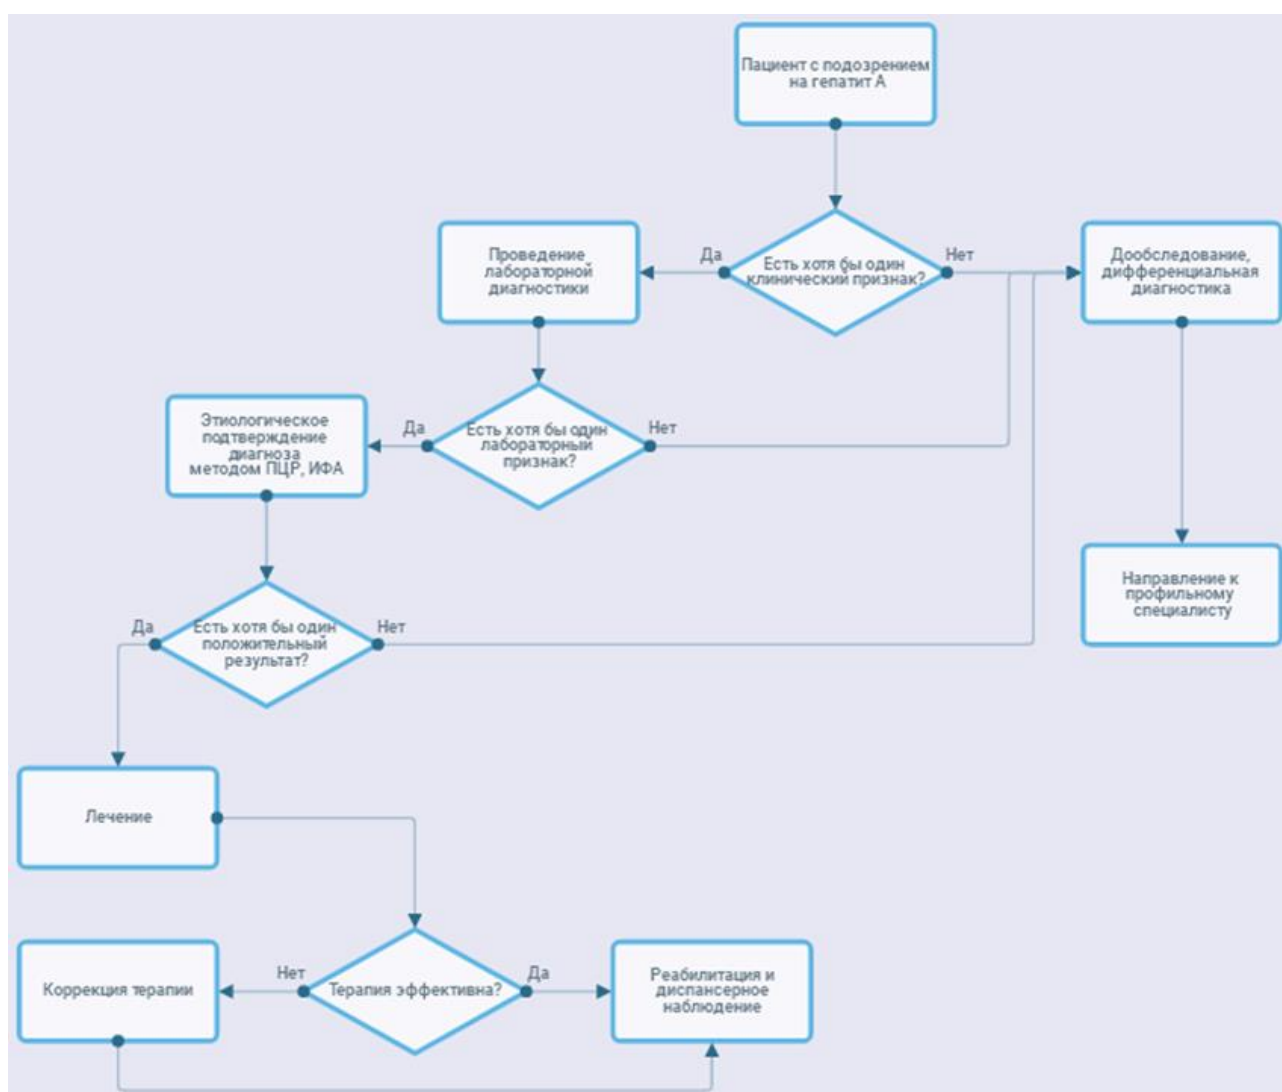 Пациент с подозрением
на гепатит А
Есть хотя бы один
клинический признак?
Да
Нет
Проведение
лабораторной
диагностики
Дообследование,
дифференциальная
диагностика
Есть хотя бы один
лабораторный
признак?
Да
Нет
Этиологическое
подтверждение
диагноза
методом ПЦР, ИФА
Направление к
профильному
специалисту
Есть хотя бы один
положительный
результат?
Да
Нет
Лечение
Терапия эффективна?
Нет
Да
Коррекция терапии
Реабилитация и
диспансерное
наблюдение